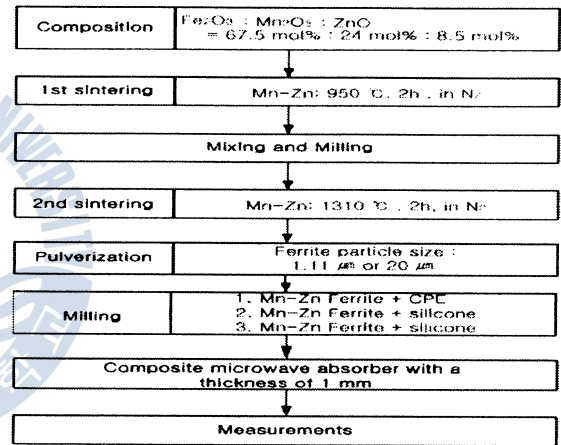 Composition
Fe₂O₃ : Mn₃O₅ : ZnO
= 67.5 mol% : 24 mol% : 8.5 mol%
1st sintering
Mn-Zn: 950 ℃. 2h . in N₂
Mixing and Milling
2nd sintering
Mn-Zn: 1310 ℃ . 2h, in N₂
Pulverization
Ferrite particle size :
1.11 ㎛ or 20 ㎛
Milling
1. Mn-Zn Ferrite + CPE
2. Mn-Zn Ferrite + silicone
3. Mn-Zn Ferrite + silicone
Composite microwave absorber with a
thickness of 1 mm
Measurements